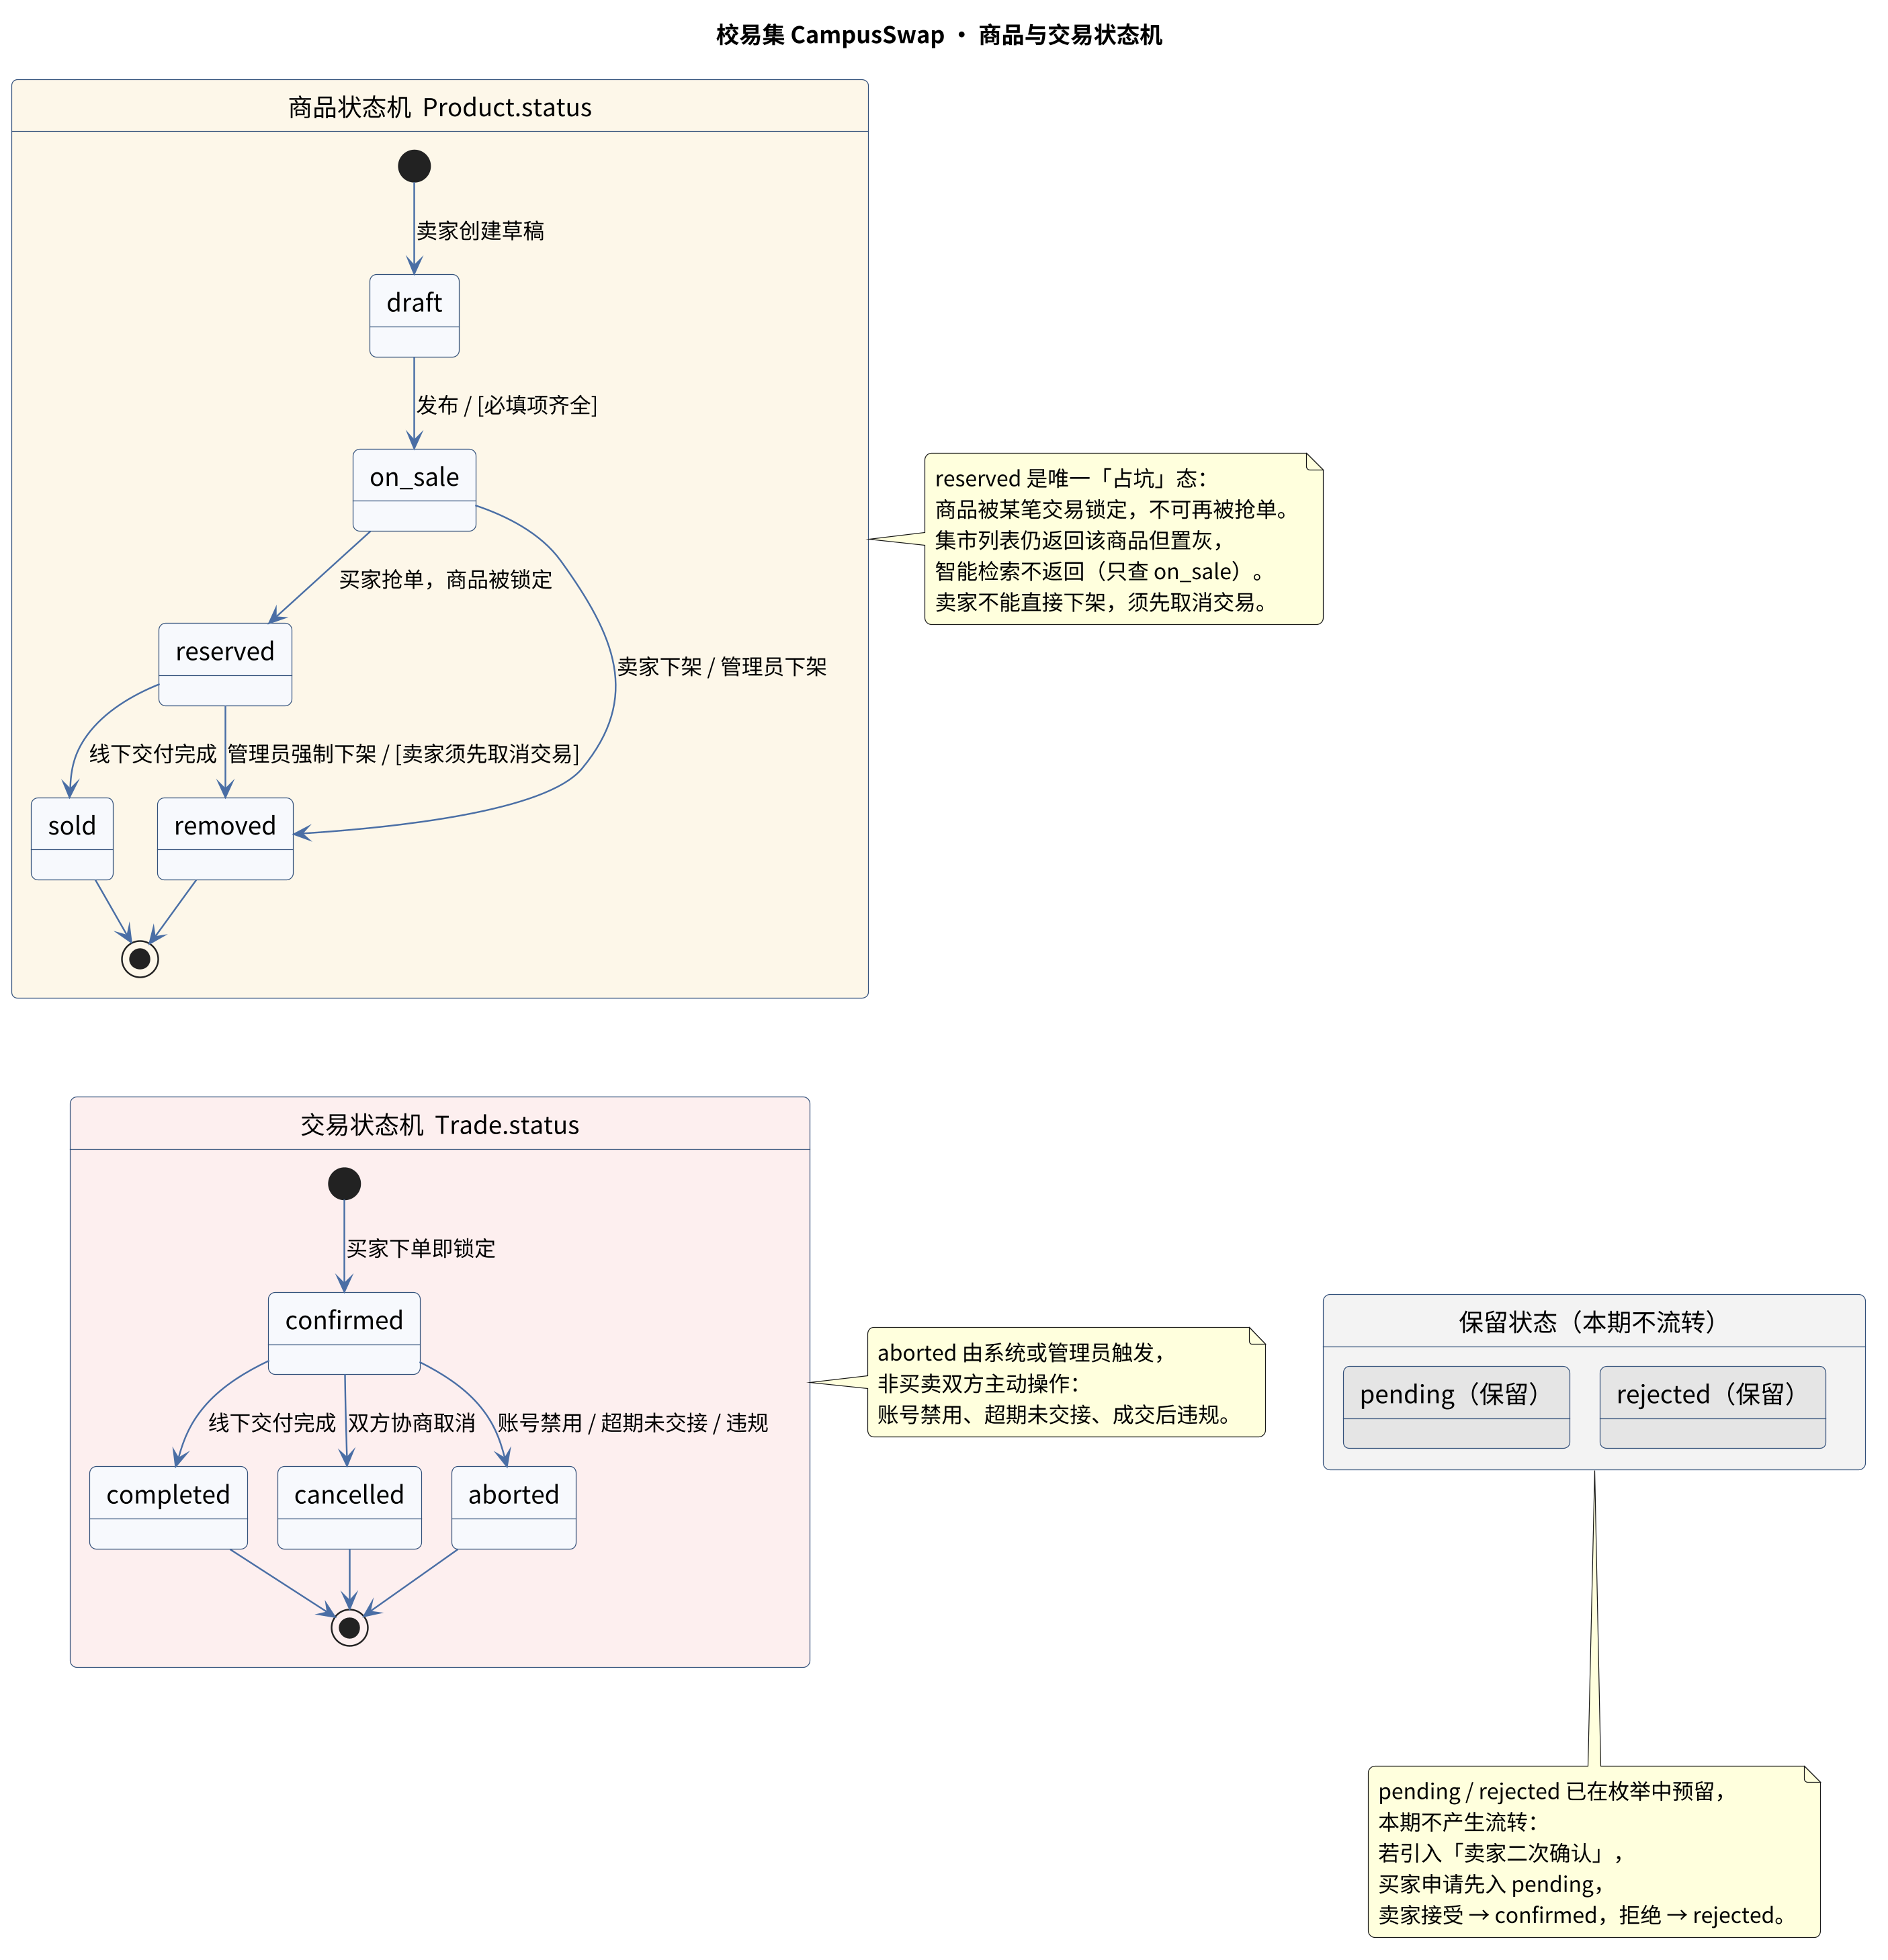 校易集 CampusSwap · 商品与交易状态机
商品状态机 Product.status
卖家创建草稿
draft
发布 / [必填项齐全]
on_sale
买家抢单，商品被锁定
reserved
卖家下架 / 管理员下架
线下交付完成
管理员强制下架 / [卖家须先取消交易]
sold
removed
reserved 是唯一「占坑」态：
商品被某笔交易锁定，不可再被抢单。
集市列表仍返回该商品但置灰，
智能检索不返回（只查 on_sale）。
卖家不能直接下架，须先取消交易。
交易状态机 Trade.status
买家下单即锁定
confirmed
线下交付完成
双方协商取消
账号禁用 / 超期未交接 / 违规
completed
cancelled
aborted
aborted 由系统或管理员触发，
非买卖双方主动操作：
账号禁用、超期未交接、成交后违规。
保留状态（本期不流转）
pending（保留）
rejected（保留）
pending / rejected 已在枚举中预留，
本期不产生流转：
若引入「卖家二次确认」，
买家申请先入 pending，
卖家接受 → confirmed，拒绝 → rejected。